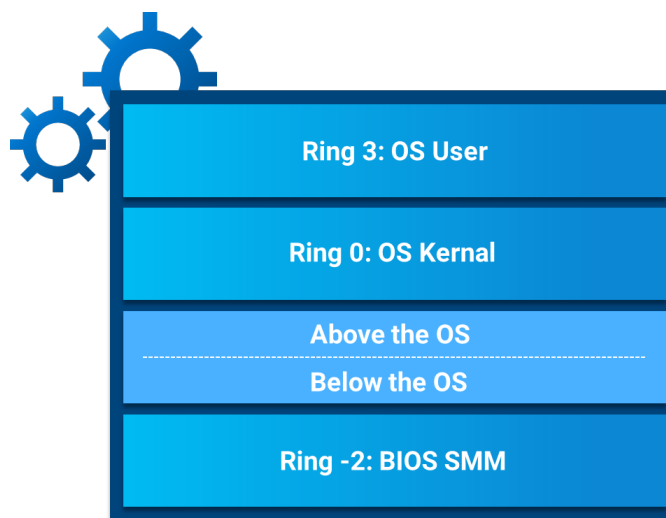 Ring 3: OS User
Ring 0: OS Kernal
Above the OS
Below the OS
Ring -2: BIOS SMM